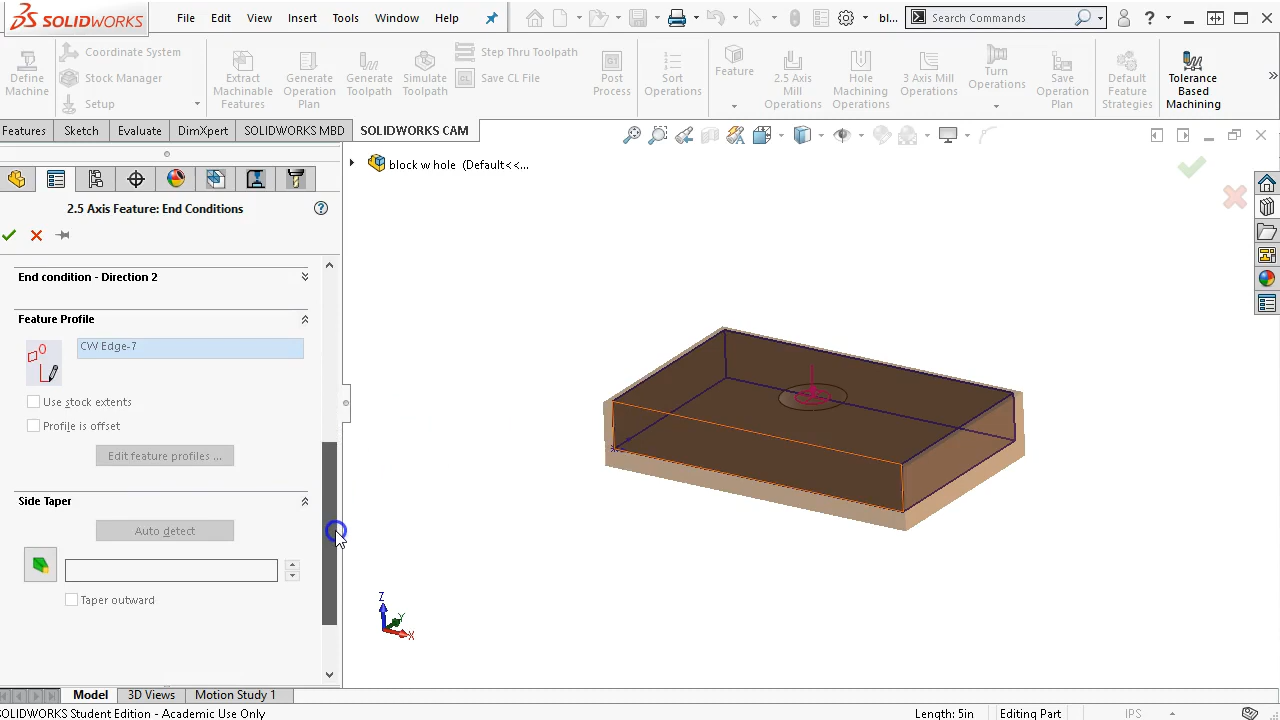 SOLIDWORKS File Edit View Insert Tools Window Help bl... Search Commands ?
Define Machine
Coordinate System
Stock Manager
Setup
Extract Machinable Features
Generate Operation Plan
Generate Toolpath
Simulate Toolpath
Step Thru Toolpath
Save CL File
Post Process
Sort Operations
Feature
2.5 Axis Mill Operations
Hole Machining Operations
3 Axis Mill Operations
Turn Operations
Save Operation Plan
Default Feature Strategies
Tolerance Based Machining
Features Sketch Evaluate DimXpert SOLIDWORKS MBD SOLIDWORKS CAM
block w hole (Default<<...
2.5 Axis Feature: End Conditions
End condition - Direction 2
Feature Profile
CW Edge-7
Use stock extents
Profile is offset
Edit feature profiles ...
Side Taper
Auto detect
Taper outward
Z
Y
X
Model 3D Views Motion Study 1
SOLIDWORKS Student Edition - Academic Use Only Length: 5in Editing Part IPS